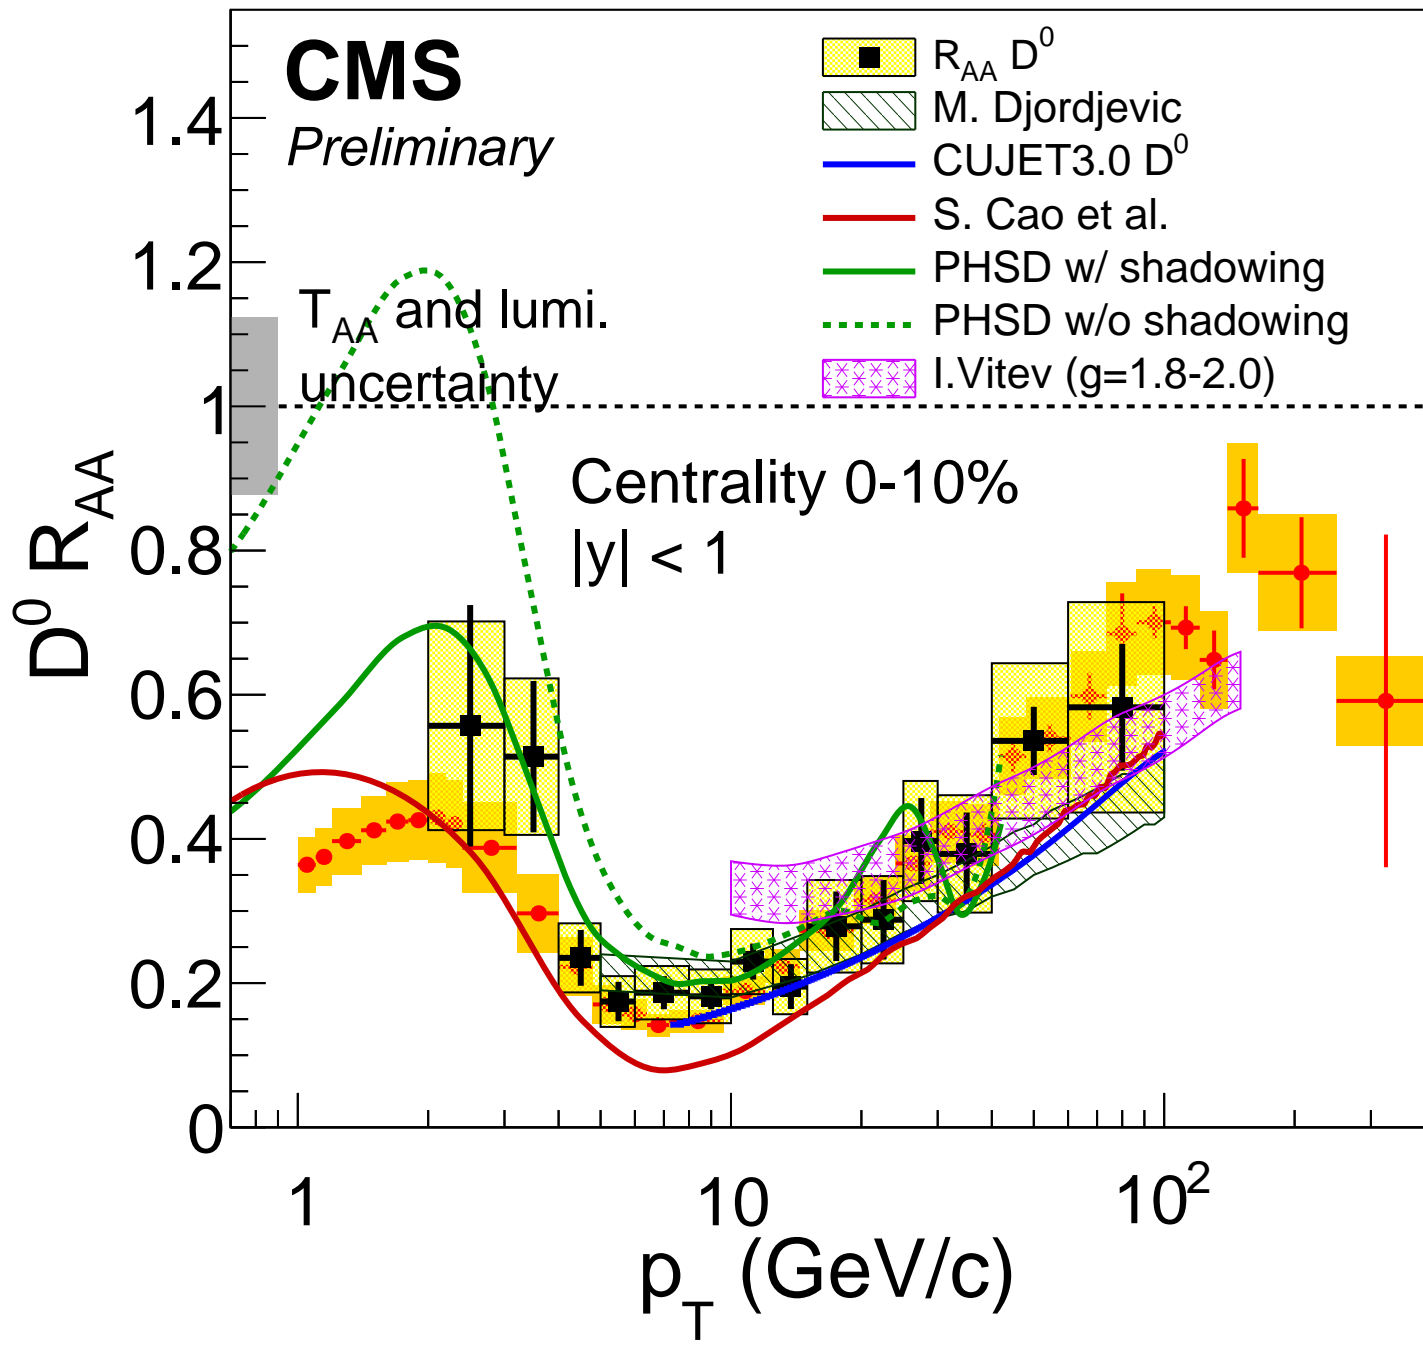 CMS
Preliminary
R_AA D^0
M. Djordjevic
CUJET3.0 D^0
S. Cao et al.
PHSD w/ shadowing
PHSD w/o shadowing
I.Vitev (g=1.8-2.0)
T_AA and lumi.
uncertainty
Centrality 0-10%
|y| < 1
D^0 R_AA
1.4
1.2
1
0.8
0.6
0.4
0.2
0
1
10
10^2
p_T (GeV/c)